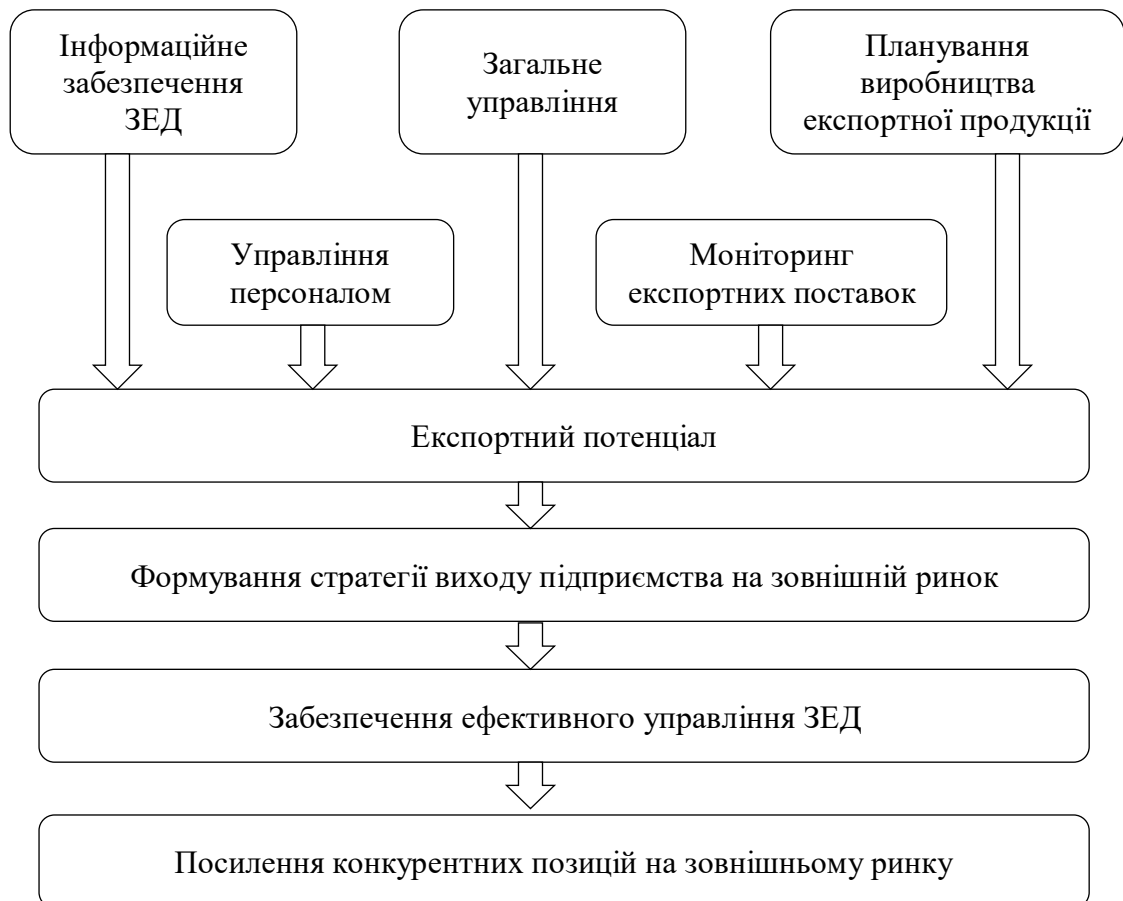 Інформаційне
забезпечення
ЗЕД
Загальне
управління
Планування
виробництва
експортної продукції
Управління
персоналом
Моніторинг
експортних поставок
Експортний потенціал
Формування стратегії виходу підприємства на зовнішній ринок
Забезпечення ефективного управління ЗЕД
Посилення конкурентних позицій на зовнішньому ринку